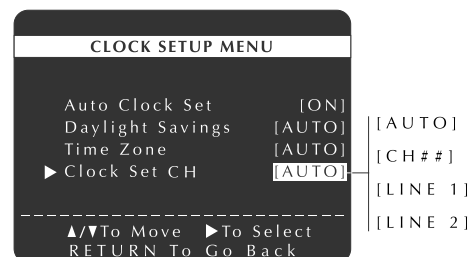 CLOCK SETUP MENU
Auto Clock Set [ON]
Daylight Savings [AUTO]
Time Zone [AUTO]
▶ Clock Set CH [AUTO]
▲/▼To Move ▶To Select
RETURN To Go Back
[AUTO]
[CH##]
[LINE 1]
[LINE 2]